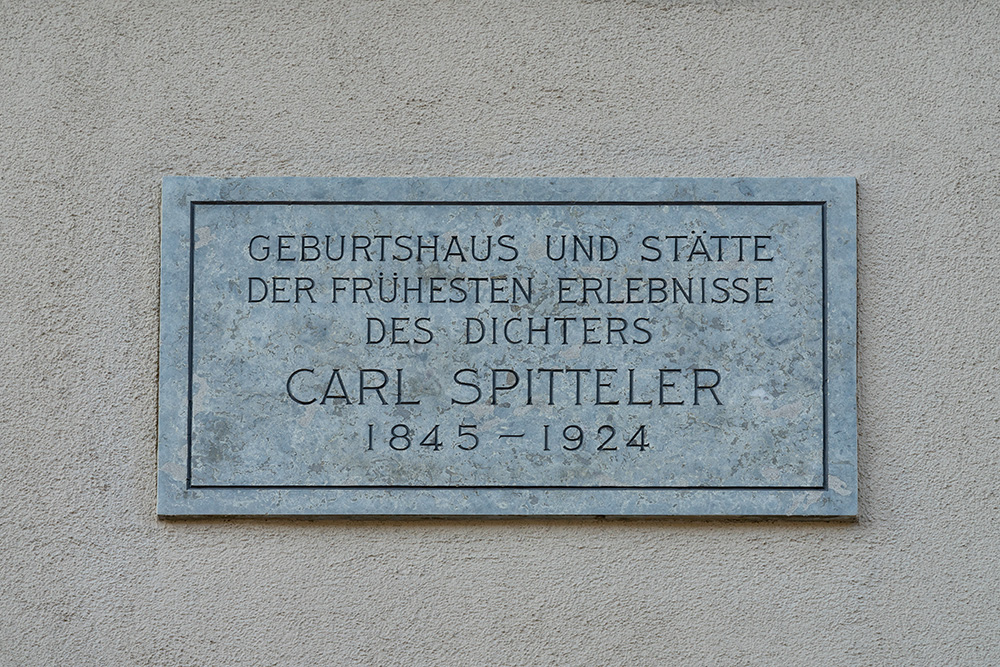 GEBURTSHAUS UND STÄTTE
DER FRÜHESTEN ERLEBNISSE
DES DICHTERS
CARL SPITTELER
1845 – 1924